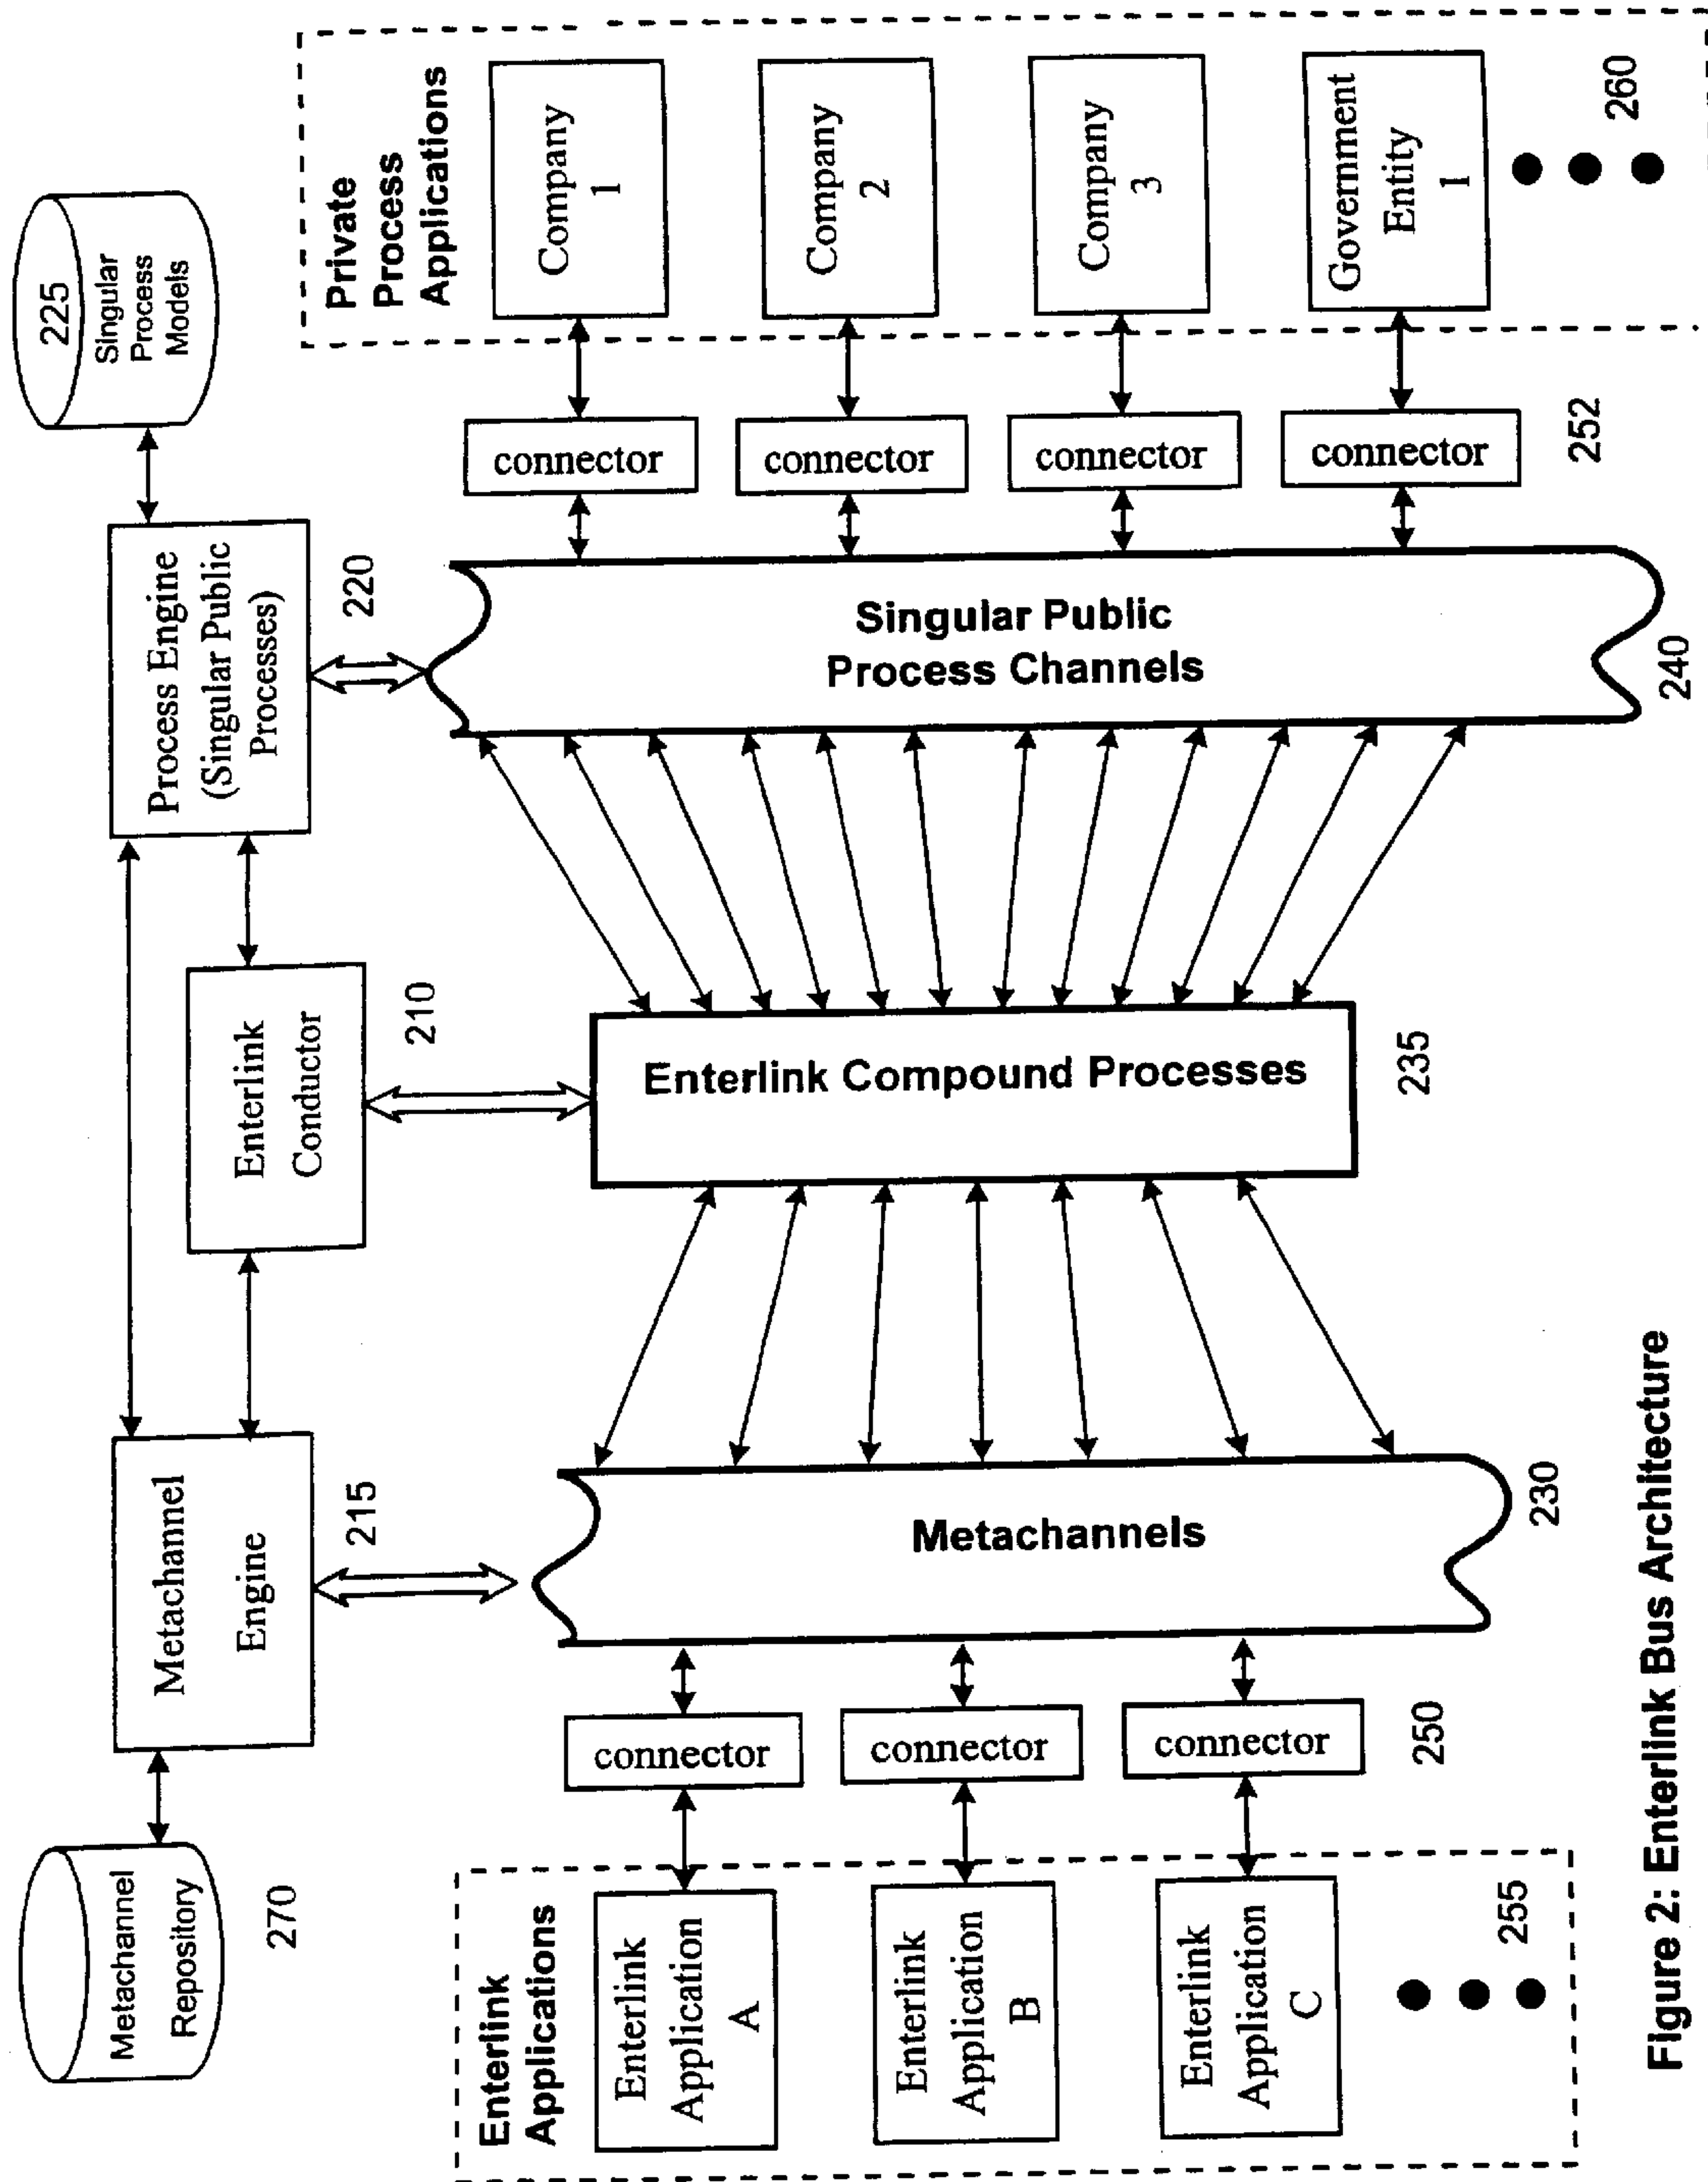 Metachannel
Repository
270
Metachannel
Engine
215
Enterlink
Conductor
210
Process Engine
(Singular Public
Processes)
220
225
Singular
Process
Models
Enterlink
Applications
Enterlink
Application
A
Enterlink
Application
B
Enterlink
Application
C
255
connector
connector
connector
250
Metachannels
230
Enterlink Compound Processes
235
Singular Public
Process Channels
240
connector
connector
connector
connector
252
Private
Process
Applications
Company
1
Company
2
Company
3
Government
Entity
1
260
Figure 2: Enterlink Bus Architecture